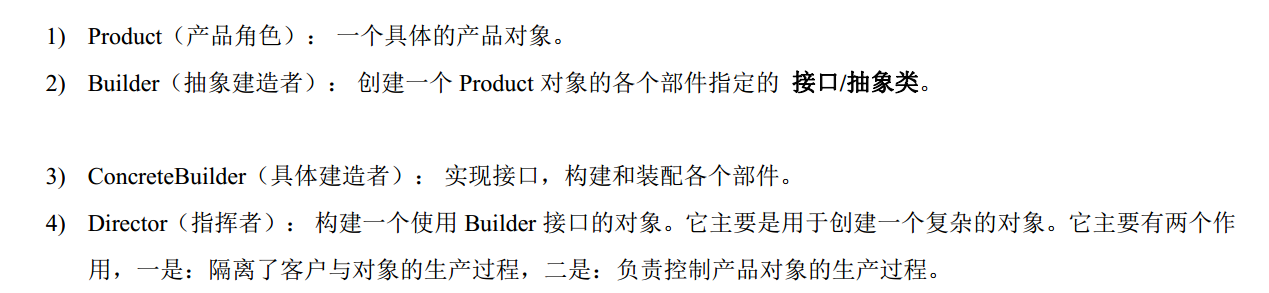 1) Product（产品角色）： 一个具体的产品对象。
2) Builder（抽象建造者）： 创建一个 Product 对象的各个部件指定的 接口/抽象类。
3) ConcreteBuilder（具体建造者）： 实现接口，构建和装配各个部件。
4) Director（指挥者）： 构建一个使用 Builder 接口的对象。它主要是用于创建一个复杂的对象。它主要有两个作
用，一是：隔离了客户与对象的生产过程，二是：负责控制产品对象的生产过程。